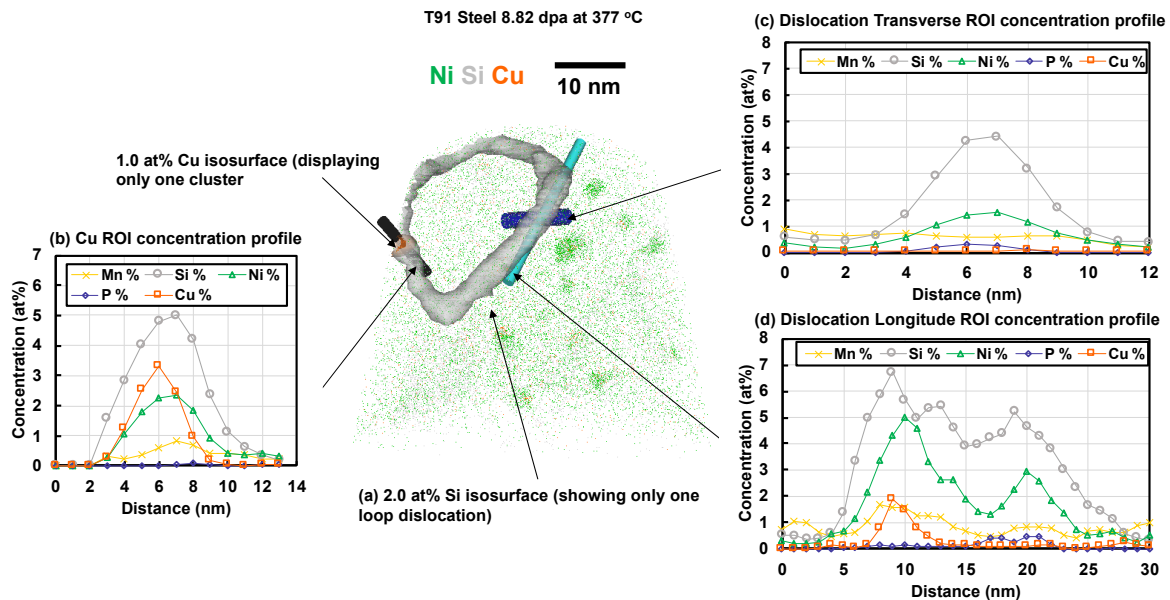 T91 Steel 8.82 dpa at 377 ºC
Ni Si Cu
10 nm
1.0 at% Cu isosurface (displaying
only one cluster
(a) 2.0 at% Si isosurface (showing only one
loop dislocation)
(b) Cu ROI concentration profile
Concentration (at%)
7
6
5
4
3
2
1
0
Mn % Si % Ni %
P % Cu %
0 2 4 6 8 10 12 14
Distance (nm)
(c) Dislocation Transverse ROI concentration profile
Concentration (at%)
8
7
6
5
4
3
2
1
0
Mn % Si % Ni % P % Cu %
0 2 4 6 8 10 12
Distance (nm)
(d) Dislocation Longitude ROI concentration profile
Concentration (at%)
8
7
6
5
4
3
2
1
0
Mn % Si % Ni % P % Cu %
0 5 10 15 20 25 30
Distance (nm)